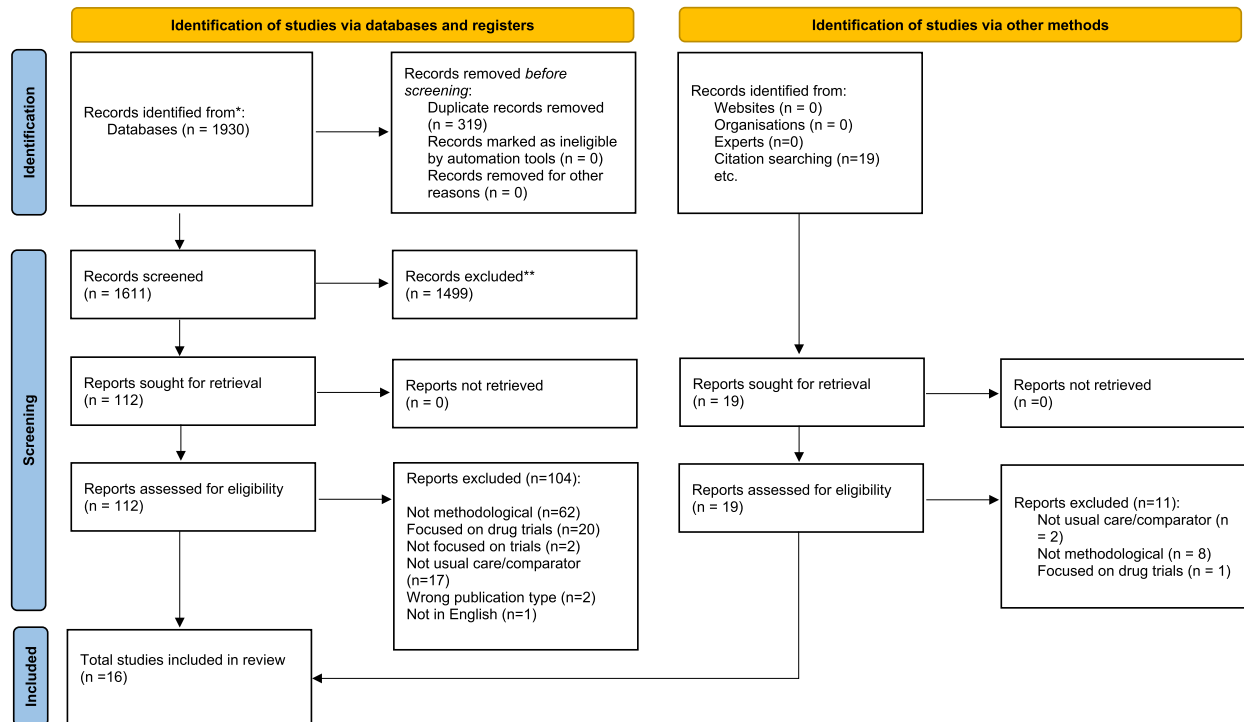 Identification of studies via databases and registers
Identification of studies via other methods
Identification
Records identified from*:
Databases (n = 1930)
Records removed before
screening:
Duplicate records removed
(n = 319)
Records marked as ineligible
by automation tools (n = 0)
Records removed for other
reasons (n = 0)
Records identified from:
Websites (n = 0)
Organisations (n = 0)
Experts (n=0)
Citation searching (n=19)
etc.
Screening
Records screened
(n = 1611)
Records excluded**
(n = 1499)
Reports sought for retrieval
(n = 112)
Reports not retrieved
(n = 0)
Reports sought for retrieval
(n = 19)
Reports not retrieved
(n =0)
Reports assessed for eligibility
(n = 112)
Reports excluded (n=104):
Not methodological (n=62)
Focused on drug trials (n=20)
Not focused on trials (n=2)
Not usual care/comparator
(n=17)
Wrong publication type (n=2)
Not in English (n=1)
Reports assessed for eligibility
(n = 19)
Reports excluded (n=11):
Not usual care/comparator (n
= 2)
Not methodological (n = 8)
Focused on drug trials (n = 1)
Included
Total studies included in review
(n =16)